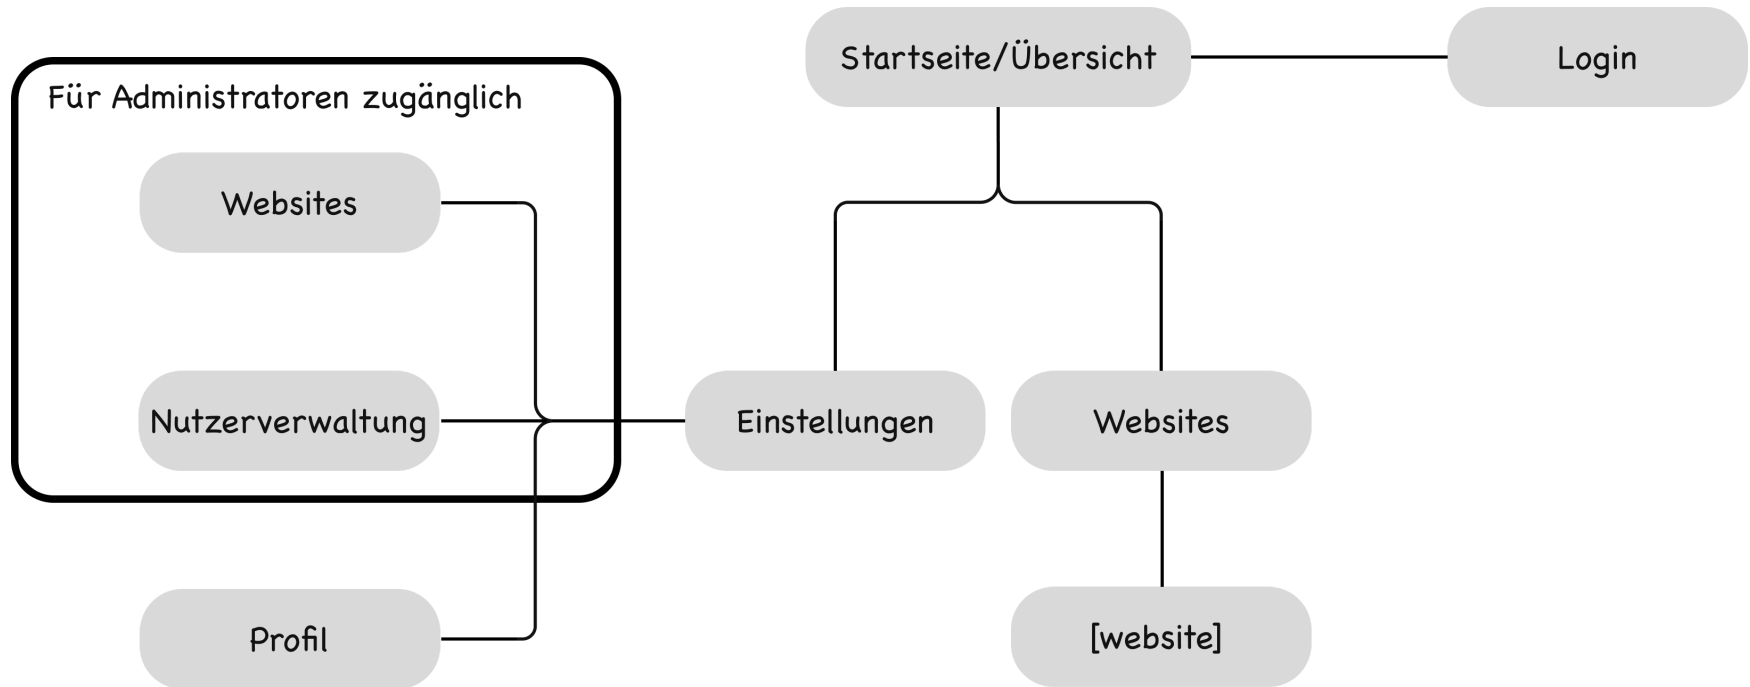 Startseite/Übersicht
Login
Für Administratoren zugänglich
Websites
Nutzerverwaltung
Einstellungen
Websites
Profil
[website]